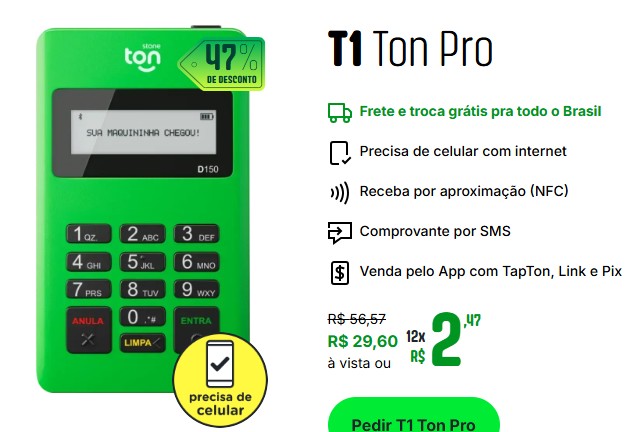 stone
ton
47%
DE DESCONTO
SUA MAQUININHA CHEGOU!
D150
1 QZ. 2 ABC 3 DEF
4 GHI 5 JKL 6 MNO
7 PRS 8 TUV 9 WXY
ANULA 0 .*# ENTRA
LIMPA
precisa de
celular
T1 Ton Pro
Frete e troca grátis pra todo o Brasil
Precisa de celular com internet
Receba por aproximação (NFC)
Comprovante por SMS
Venda pelo App com TapTon, Link e Pix
R$ 56,57
R$ 29,60
à vista ou
12x
R$ 2,47
Pedir T1 Ton Pro